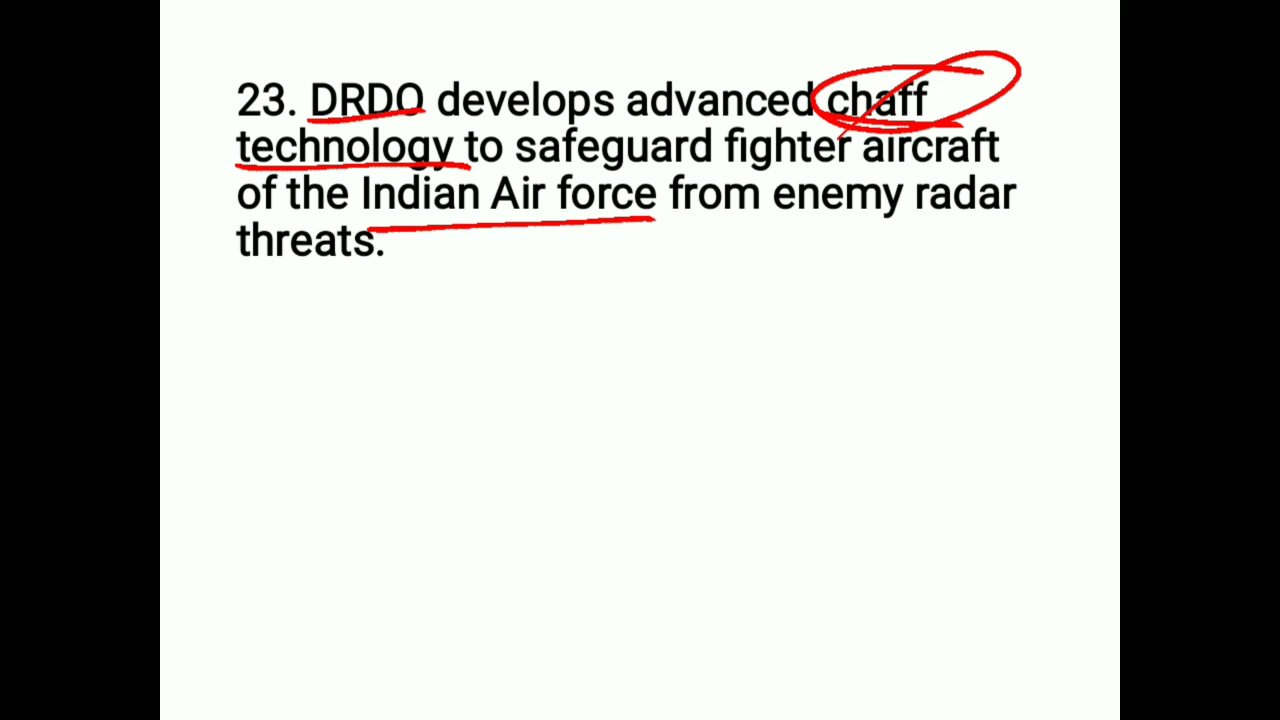 23. DRDO develops advanced chaff
technology to safeguard fighter aircraft
of the Indian Air force from enemy radar
threats.